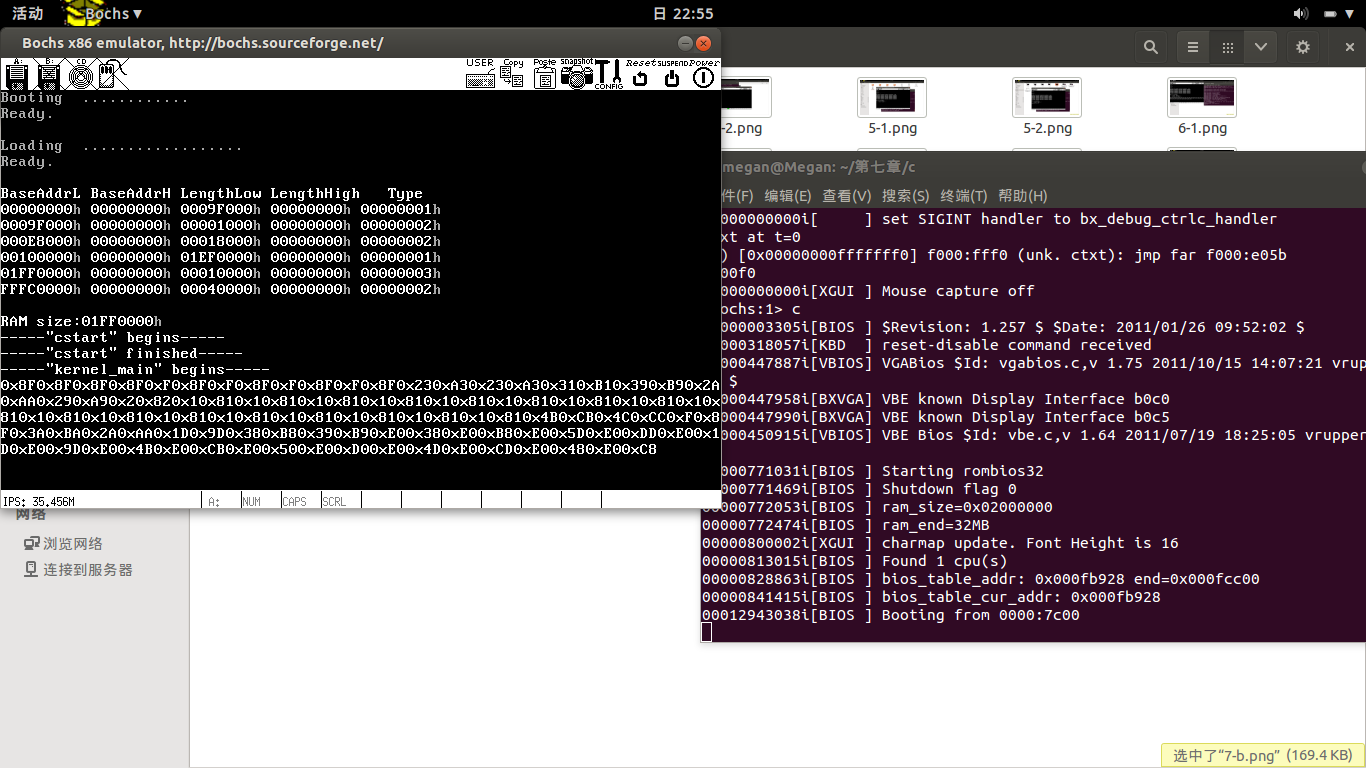 活动 Bochs ▾ 日 22:55
Bochs x86 emulator, http://bochs.sourceforge.net/
A: B: CD USER Copy Paste Snapshot CONFIG Reset SUSPEND Power
Booting ............
Ready.
Loading ..................
Ready.
BaseAddrL BaseAddrH LengthLow LengthHigh Type
00000000h 00000000h 0009F000h 00000000h 00000001h
0009F000h 00000000h 00001000h 00000000h 00000002h
000E8000h 00000000h 00018000h 00000000h 00000002h
00100000h 00000000h 01EF0000h 00000000h 00000001h
01FF0000h 00000000h 00010000h 00000000h 00000003h
FFFC0000h 00000000h 00040000h 00000000h 00000002h
RAM size:01FF0000h
-----"cstart" begins-----
-----"cstart" finished-----
-----"kernel_main" begins-----
0x8F0x8F0x8F0x8F0xF0x8F0xF0x8F0xF0x8F0x230xA30x230xA30x310xB10x390xB90x2A
0xAA0x290xA90x20x820x10x810x10x810x10x810x10x810x10x810x10x810x10x810x10x
810x10x810x10x810x10x810x10x810x10x810x10x810x4B0xCB0x4C0xCC0xF0x8
F0x3A0xBA0x2A0xAA0x1D0x9D0x380xB80x390xB90xE00x380xE00xB80xE00x5D0xE00xDD0xE00x1
D0xE00x9D0xE00x4B0xE00xCB0xE00x500xE00xD00xE00x4D0xE00xCD0xE00x480xE00xC8
IPS: 35.456M A: NUM CAPS SCRL
网络
浏览网络
连接到服务器
-2.png 5-1.png 5-2.png 6-1.png
megan@Megan: ~/第七章/c
件(F) 编辑(E) 查看(V) 搜索(S) 终端(T) 帮助(H)
000000000i[ ] set SIGINT handler to bx_debug_ctrlc_handler
xt at t=0
) [0x00000000fffffff0] f000:fff0 (unk. ctxt): jmp far f000:e05b
00f0
000000000i[XGUI ] Mouse capture off
ochs:1> c
000003305i[BIOS ] $Revision: 1.257 $ $Date: 2011/01/26 09:52:02 $
000318057i[KBD ] reset-disable command received
000447887i[VBIOS] VGABios $Id: vgabios.c,v 1.75 2011/10/15 14:07:21 vrup
$
000447958i[BXVGA] VBE known Display Interface b0c0
000447990i[BXVGA] VBE known Display Interface b0c5
000450915i[VBIOS] VBE Bios $Id: vbe.c,v 1.64 2011/07/19 18:25:05 vrupper
0000771031i[BIOS ] Starting rombios32
0000771469i[BIOS ] Shutdown flag 0
00000772053i[BIOS ] ram_size=0x02000000
00000772474i[BIOS ] ram_end=32MB
00000800002i[XGUI ] charmap update. Font Height is 16
00000813015i[BIOS ] Found 1 cpu(s)
00000828863i[BIOS ] bios_table_addr: 0x000fb928 end=0x000fcc00
00000841415i[BIOS ] bios_table_cur_addr: 0x000fb928
00012943038i[BIOS ] Booting from 0000:7c00
选中了“7-b.png” (169.4 KB)